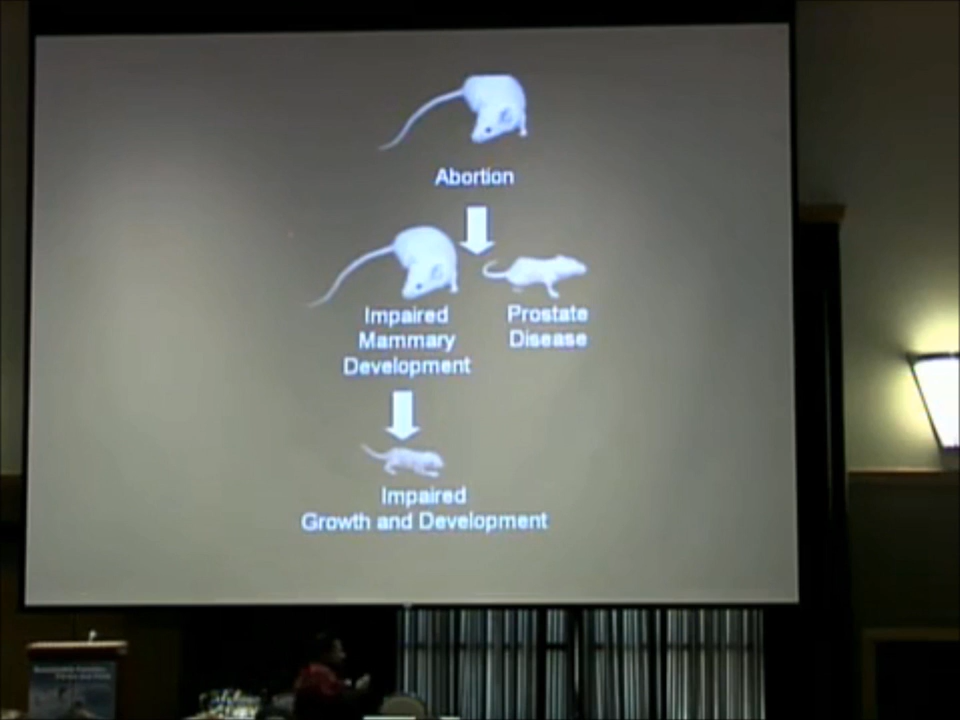 Abortion
Impaired
Mammary
Development
Prostate
Disease
Impaired
Growth and Development